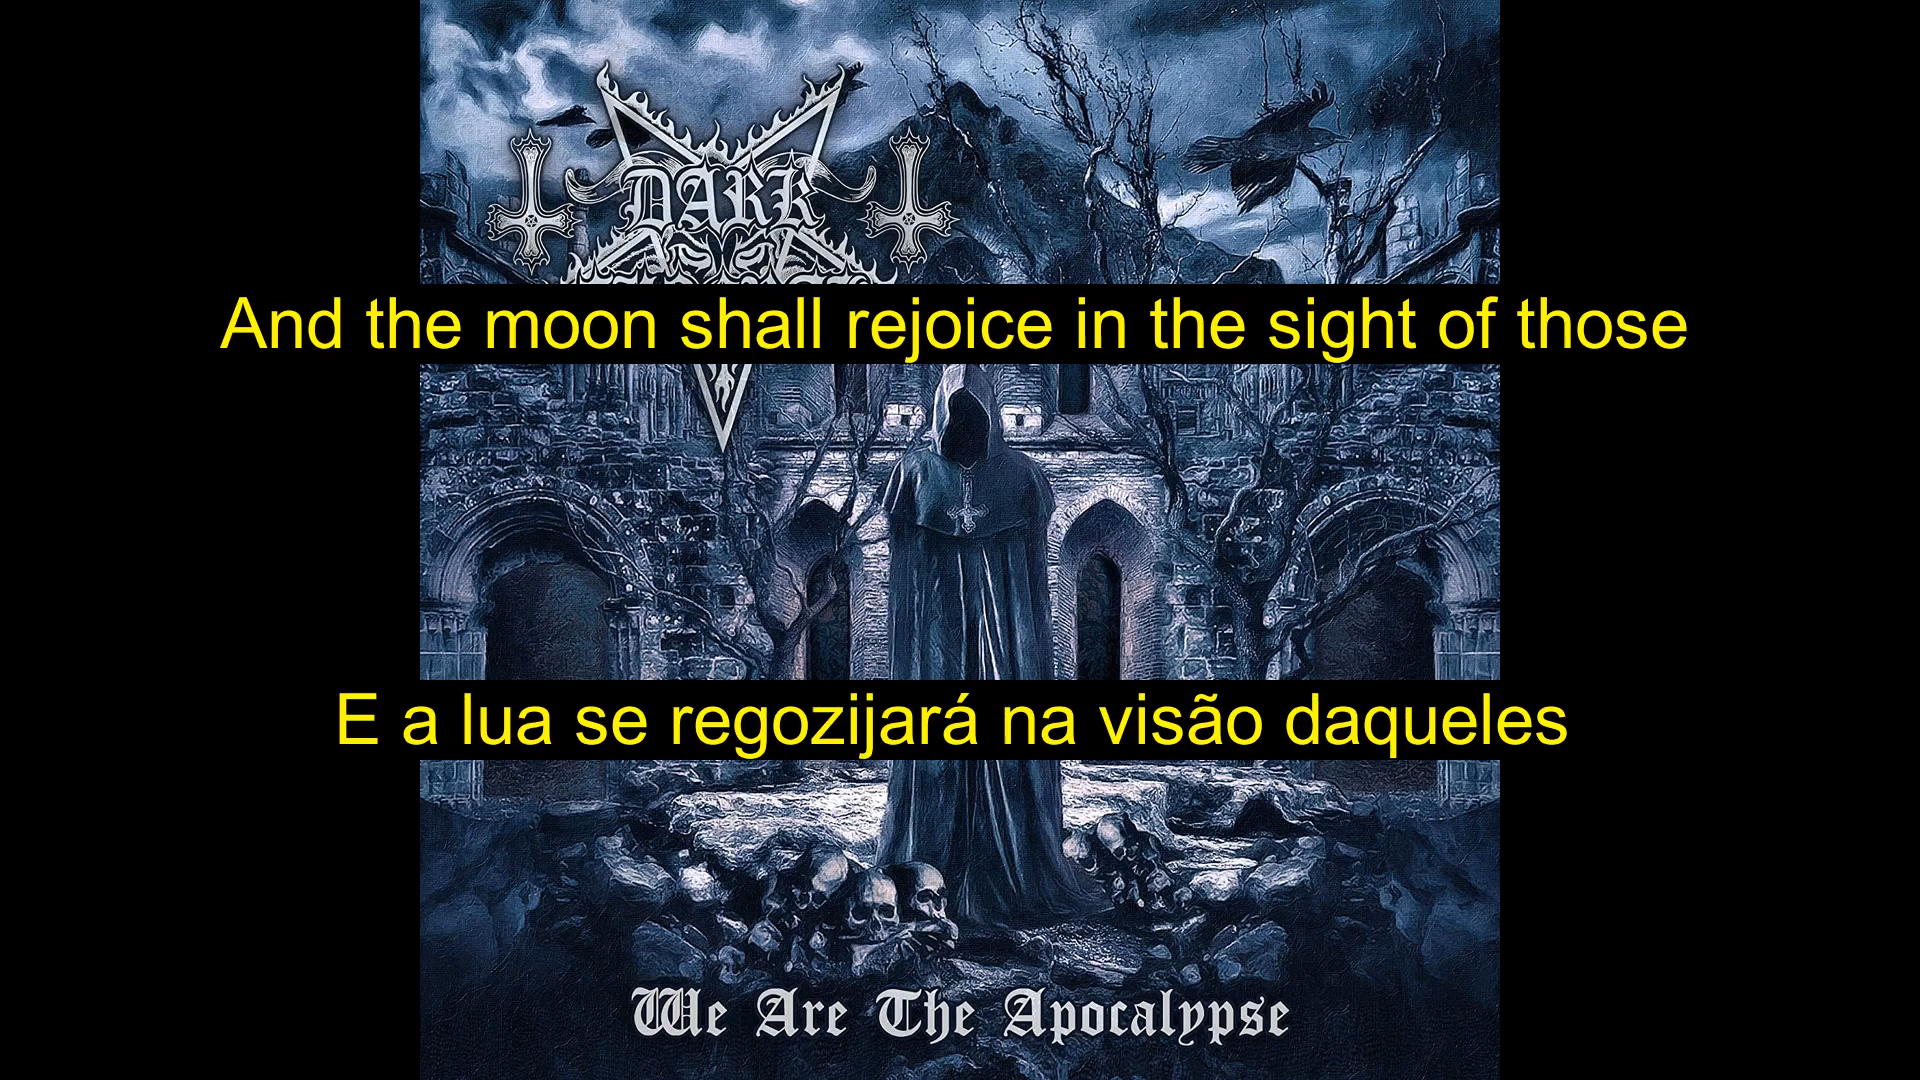 DARK
And the moon shall rejoice in the sight of those
E a lua se regozijará na visão daqueles
We Are The Apocalypse